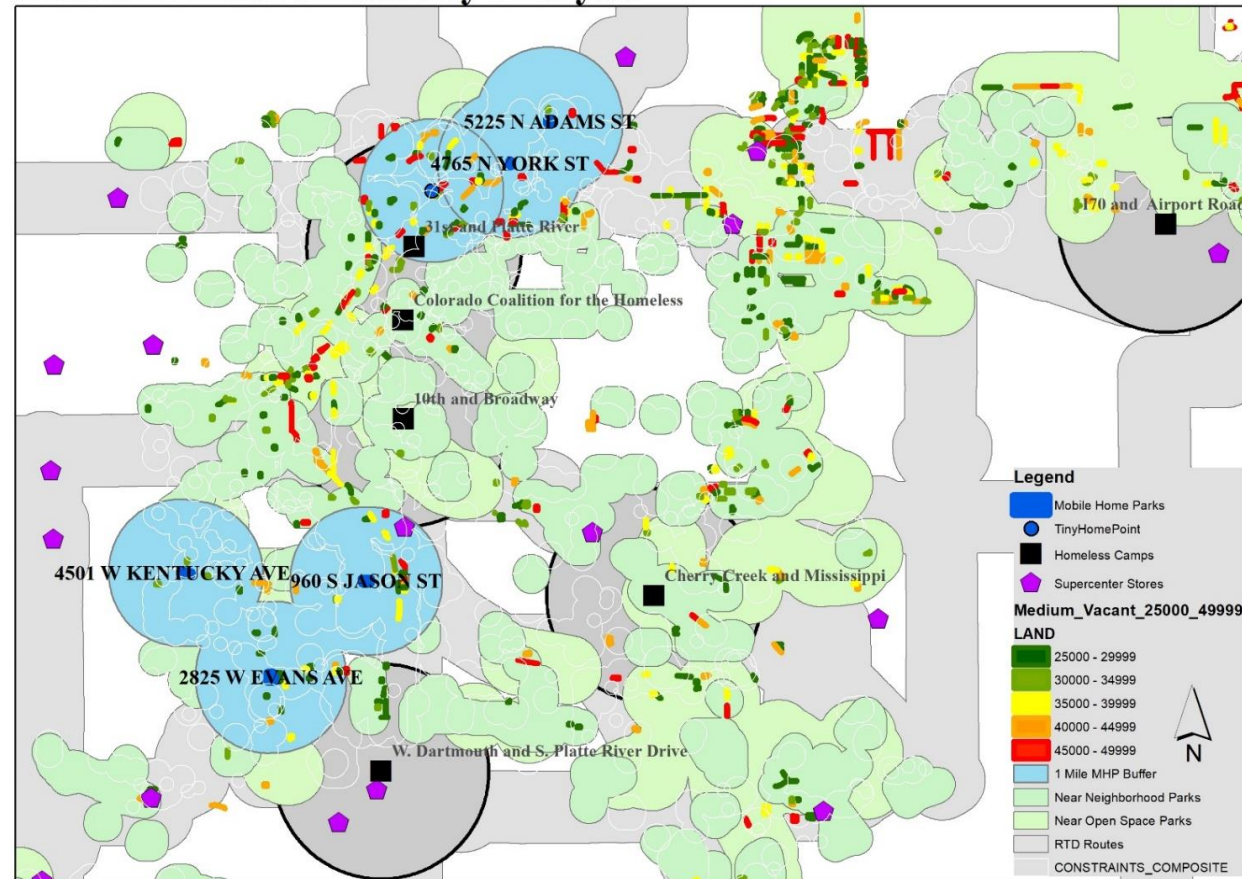 5225 N ADAMS ST
4765 N YORK ST
31st and Platte River
I70 and Airport Road
Colorado Coalition for the Homeless
10th and Broadway
4501 W KENTUCKY AVE
960 S JASON ST
Cherry Creek and Mississippi
2825 W EVANS AVE
W. Dartmouth and S. Platte River Drive
Legend
Mobile Home Parks
TinyHomePoint
Homeless Camps
Supercenter Stores
Medium_Vacant_25000_49999
LAND
25000 - 29999
30000 - 34999
35000 - 39999
40000 - 44999
45000 - 49999
1 Mile MHP Buffer
Near Neighborhood Parks
Near Open Space Parks
RTD Routes
CONSTRAINTS_COMPOSITE
N